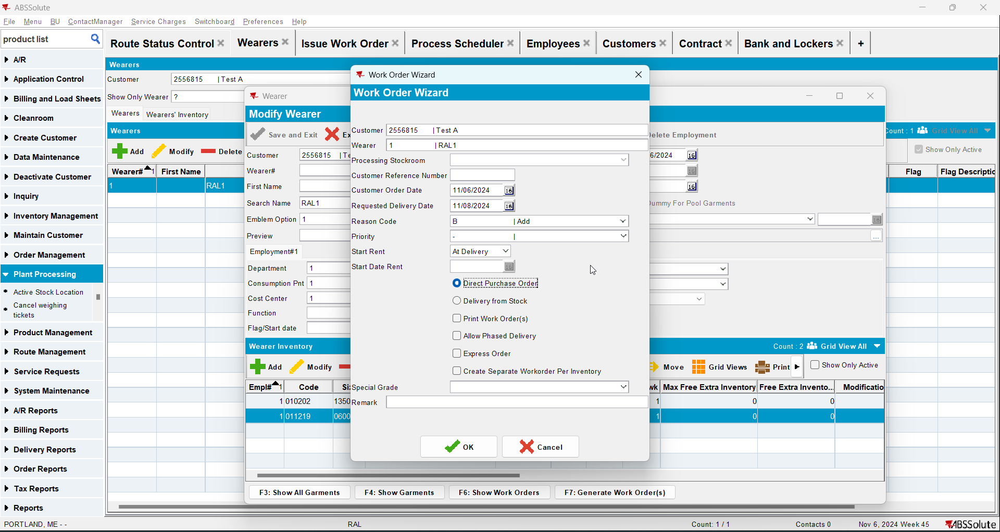 ABSSolute
File Menu BU ContactManager Service Charges Switchboard Preferences Help
product list
Route Status Control
Wearers
Issue Work Order
Process Scheduler
Employees
Customers
Contract
Bank and Lockers
+
A/R
Application Control
Billing and Load Sheets
Cleanroom
Create Customer
Data Maintenance
Deactivate Customer
Inquiry
Inventory Management
Maintain Customer
Order Management
Plant Processing
Active Stock Location
Cancel weighing
tickets
Product Management
Route Management
Service Requests
System Maintenance
A/R Reports
Billing Reports
Delivery Reports
Order Reports
Tax Reports
Reports
Wearers
Customer 2556815 | Test A
Show Only Wearer ?
Wearers Wearers' Inventory
Wearers
Count : 1 Grid View All
Add Modify Delete
Show Only Active
Wearer# 1 First Name Flag Descriptio
Flag
1 RAL1
Wearer
Modify Wearer
Save and Exit
Delete Employment
Customer 2556815 | Te
6/2024 16
Wearer# 16
First Name 16
Search Name RAL1
Dummy For Pool Garments
Emblem Option 1
16
Preview
...
Employment#1
Department 1
Consumption Pnt 1
Cost Center 1
Function
Flag/Start date
Wearer Inventory
Count : 2 Grid View All
Add Modify
Move Grid Views Print
Show Only Active
Empl# 1 Code Siz
wk Max Free Extra Inventory Free Extra Invento... Modificatio
1 010202 1350
1 0 0
1 011219 0600
1 0 0
F3: Show All Garments F4: Show Garments F6: Show Work Orders F7: Generate Work Order(s)
Work Order Wizard
Work Order Wizard
Customer 2556815 | Test A
Wearer 1 | RAL1
Processing Stockroom
Customer Reference Number
Customer Order Date 11/06/2024 16
Requested Delivery Date 11/08/2024 16
Reason Code B | Add
Priority - |
Start Rent At Delivery
Start Date Rent 16
Direct Purchase Order
Delivery from Stock
Print Work Order(s)
Allow Phased Delivery
Express Order
Create Separate Workorder Per Inventory
Special Grade
Remark
OK Cancel
PORTLAND, ME - - RAL Count: 1 / 1 Contacts 0 Nov 6, 2024 Week 45 ABSSolute